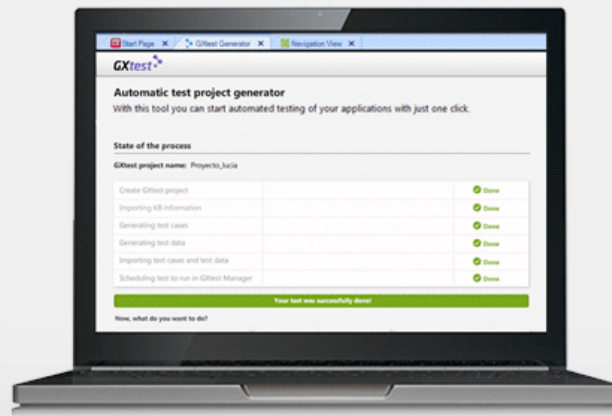 Start Page X GXtest Generator X Navigation View X
GXtest
Automatic test project generator
With this tool you can start automated testing of your applications with just one click.
State of the process
GXtest project name: Proyecto_lucia
Create GXtest project Done
Importing KB information Done
Generating test cases Done
Generating test data Done
Importing test cases and test data Done
Scheduling test to run in GXtest Manager Done
Your test was successfully done!
Now, what do you want to do?